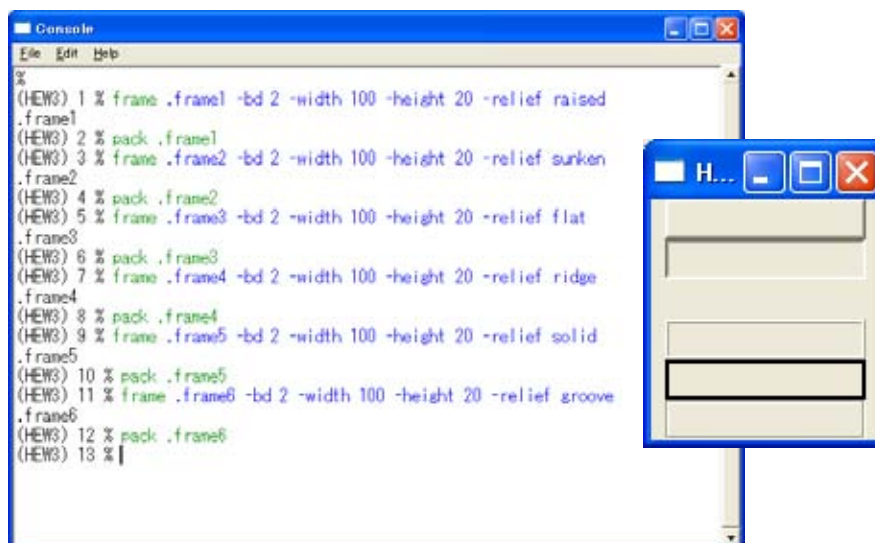 Console
File Edit Help
%
(HEW3) 1 % frame .frame1 -bd 2 -width 100 -height 20 -relief raised
.frame1
(HEW3) 2 % pack .frame1
(HEW3) 3 % frame .frame2 -bd 2 -width 100 -height 20 -relief sunken
.frame2
(HEW3) 4 % pack .frame2
(HEW3) 5 % frame .frame3 -bd 2 -width 100 -height 20 -relief flat
.frame3
(HEW3) 6 % pack .frame3
(HEW3) 7 % frame .frame4 -bd 2 -width 100 -height 20 -relief ridge
.frame4
(HEW3) 8 % pack .frame4
(HEW3) 9 % frame .frame5 -bd 2 -width 100 -height 20 -relief solid
.frame5
(HEW3) 10 % pack .frame5
(HEW3) 11 % frame .frame6 -bd 2 -width 100 -height 20 -relief groove
.frame6
(HEW3) 12 % pack .frame6
(HEW3) 13 %
H...